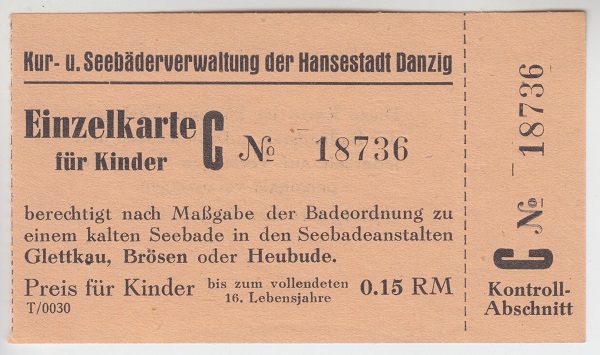 Kur- u. Seebäderverwaltung der Hansestadt Danzig
Einzelkarte C № 18736
für Kinder
berechtigt nach Maßgabe der Badeordnung zu
einem kalten Seebade in den Seebadeanstalten
Glettkau, Brösen oder Heubude.
Preis für Kinder bis zum vollendeten 0.15 RM
16. Lebensjahre
T/0030
C № 18736
Kontroll-
Abschnitt